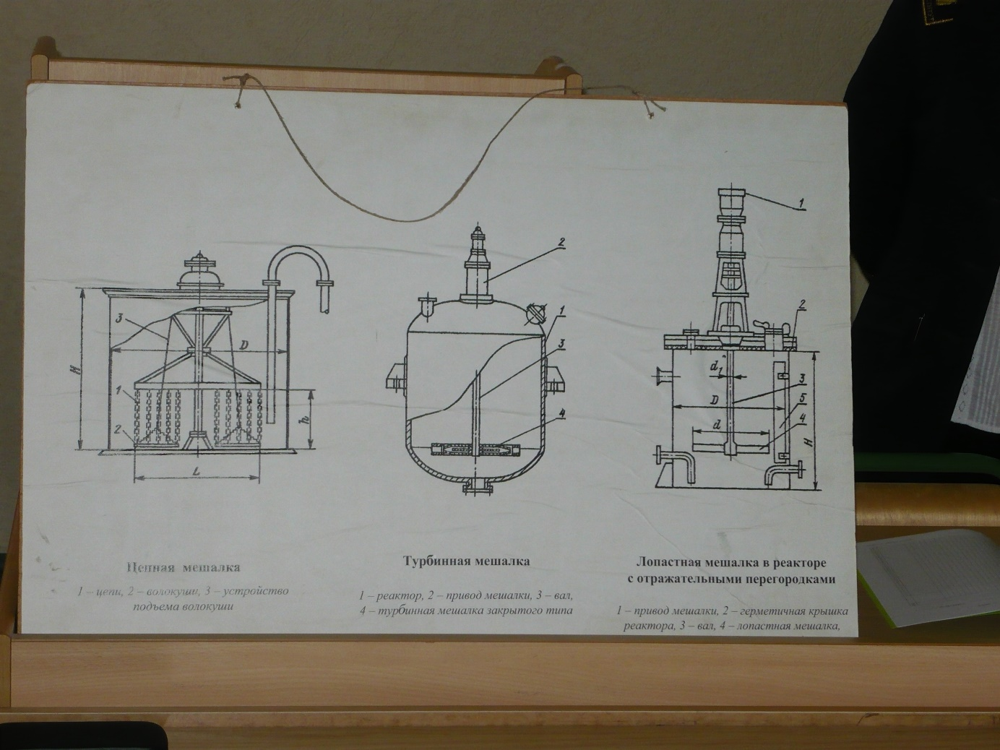 1
2
2
1
3
D
H
1
2
h
L
2
1
3
4
d₁
3
D
5
d
4
H
Цепная мешалка
1 – цепи, 2 – волокуши, 3 – устройство
подъема волокуши
Турбинная мешалка
1 – реактор, 2 – привод мешалки, 3 – вал,
4 – турбинная мешалка закрытого типа
Лопастная мешалка в реакторе
с отражательными перегородками
1 – привод мешалки, 2 – герметичная крышка
реактора, 3 – вал, 4 – лопастная мешалка,